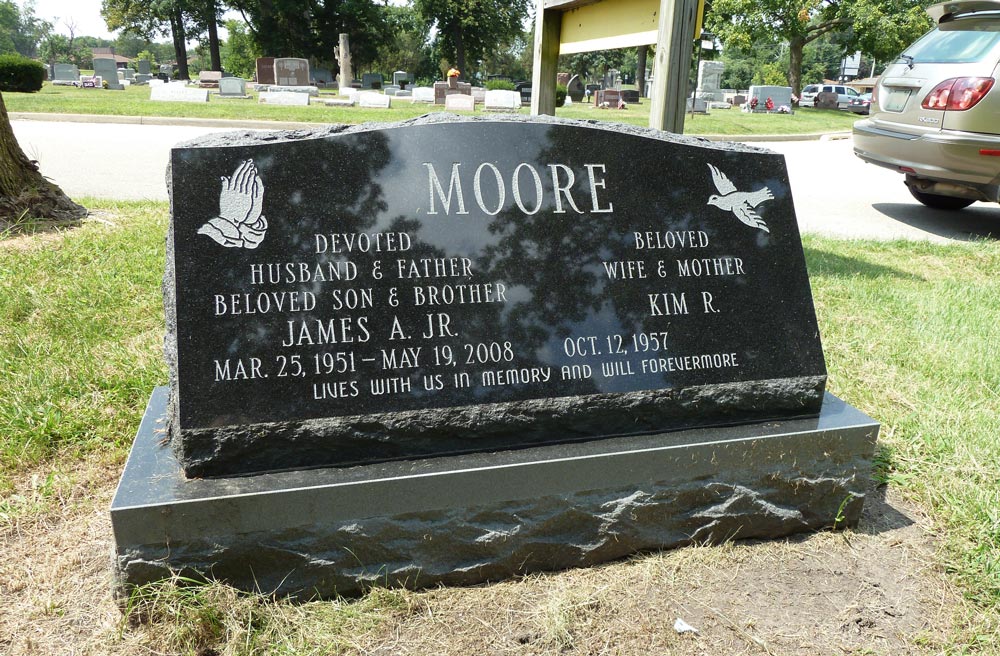 MOORE
DEVOTED
HUSBAND & FATHER
BELOVED SON & BROTHER
JAMES A. JR.
MAR. 25, 1951 – MAY 19, 2008
BELOVED
WIFE & MOTHER
KIM R.
OCT. 12, 1957
LIVES WITH US IN MEMORY AND WILL FOREVERMORE